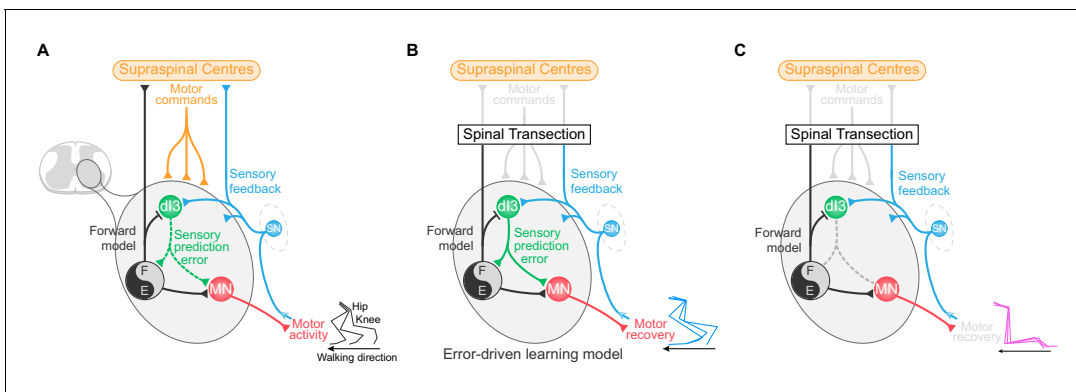 A
Supraspinal Centres
Motor
commands
Sensory
feedback
dI3
SN
Forward
model
Sensory
prediction
error
F
E
MN
Motor
activity
Hip
Knee
Walking direction
B
Supraspinal Centres
Motor
commands
Spinal Transection
Sensory
feedback
dI3
SN
Forward
model
Sensory
prediction
error
F
E
MN
Motor
recovery
Error-driven learning model
C
Supraspinal Centres
Motor
commands
Spinal Transection
Sensory
feedback
dI3
SN
Forward
model
F
E
MN
Motor
recovery